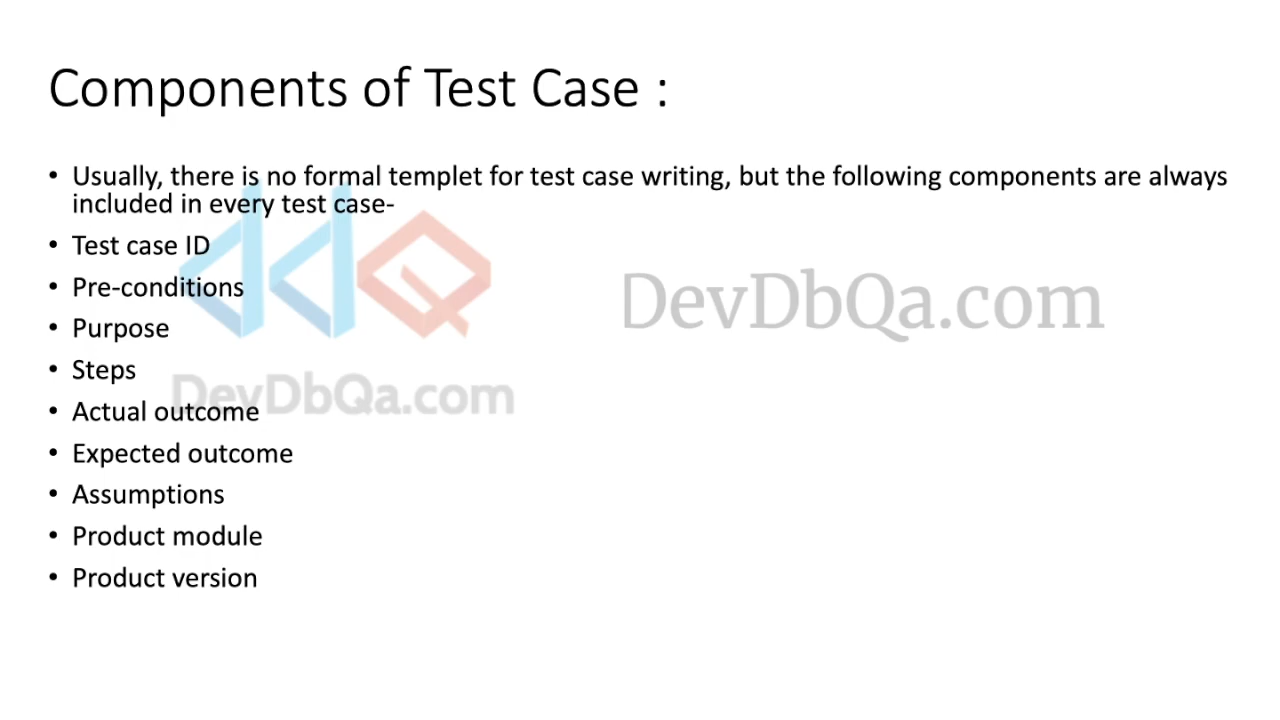 Components of Test Case :
• Usually, there is no formal templet for test case writing, but the following components are always
included in every test case-
• Test case ID
• Pre-conditions
• Purpose
• Steps
• Actual outcome
• Expected outcome
• Assumptions
• Product module
• Product version
DevDbQa.com
DevDbQa.com